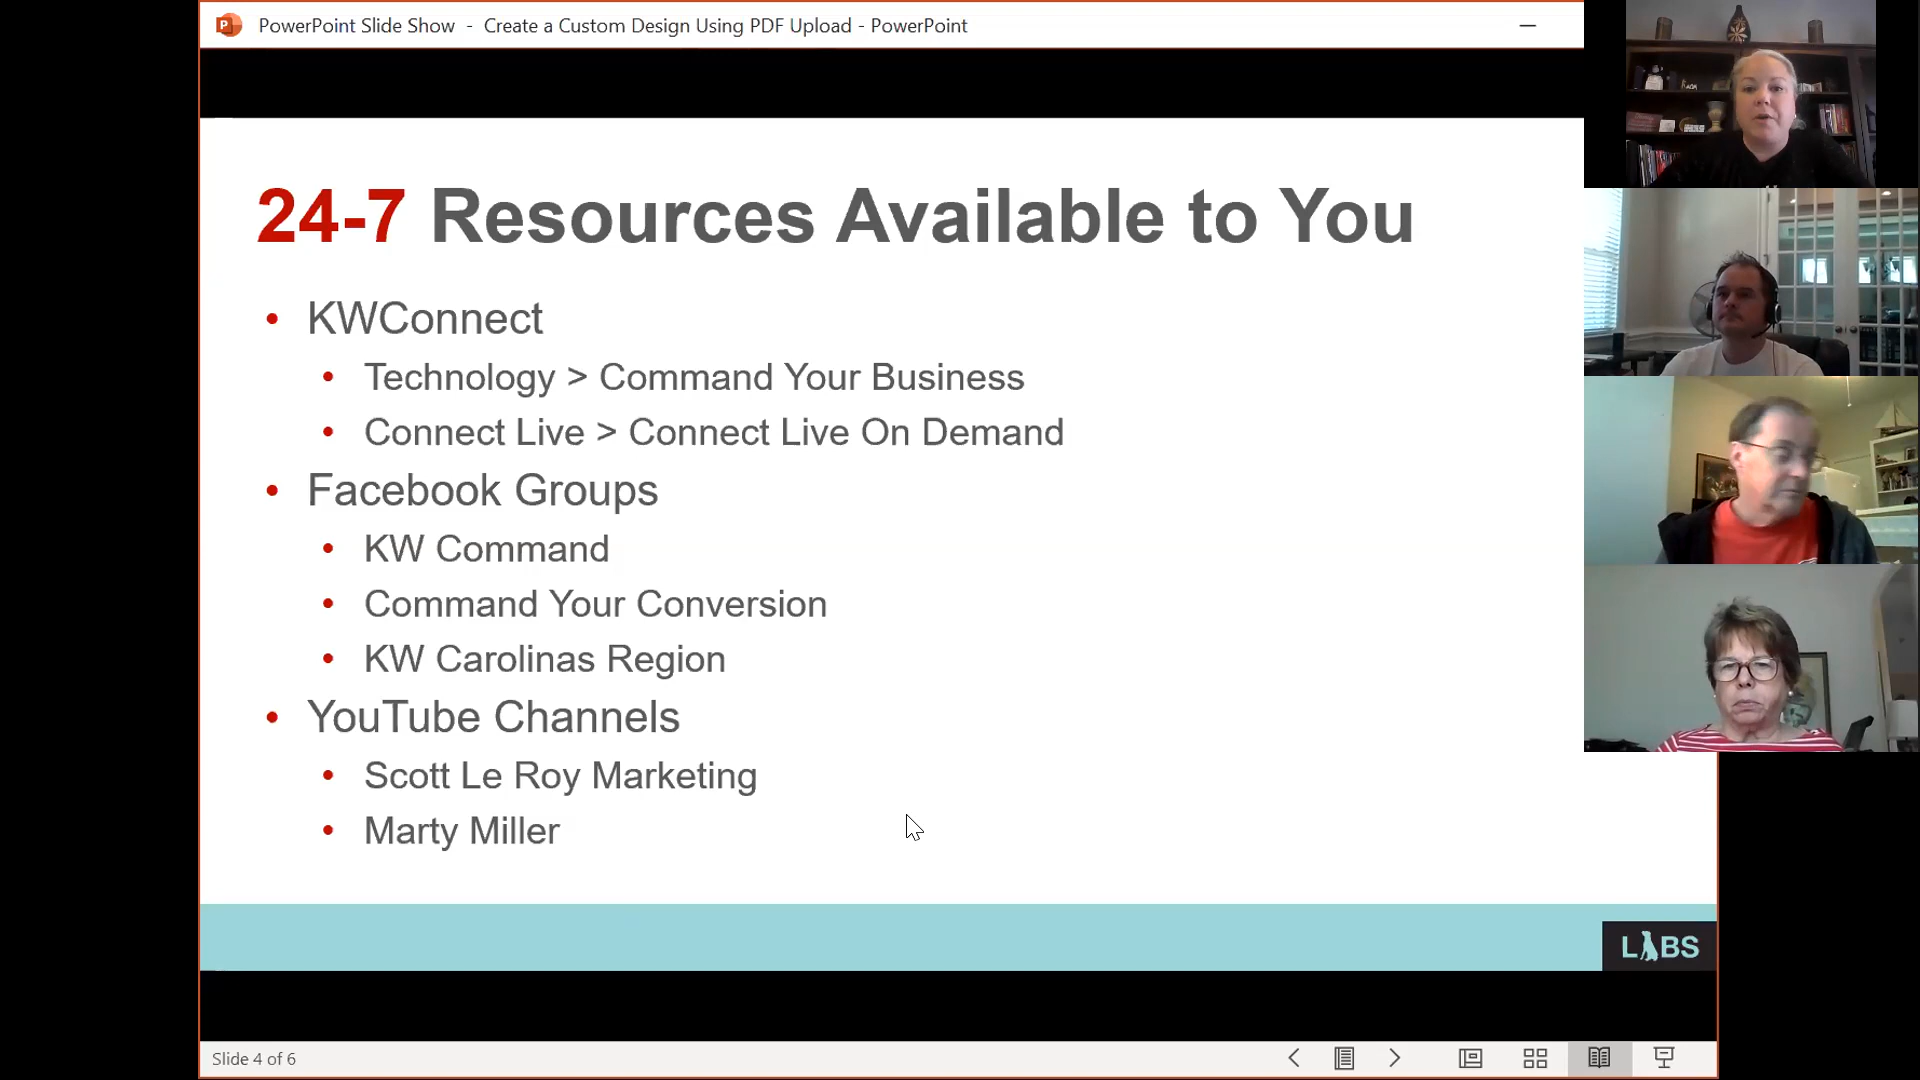 PowerPoint Slide Show - Create a Custom Design Using PDF Upload - PowerPoint
24-7 Resources Available to You
• KWConnect
• Technology > Command Your Business
• Connect Live > Connect Live On Demand
• Facebook Groups
• KW Command
• Command Your Conversion
• KW Carolinas Region
• YouTube Channels
• Scott Le Roy Marketing
• Marty Miller
LABS
Slide 4 of 6